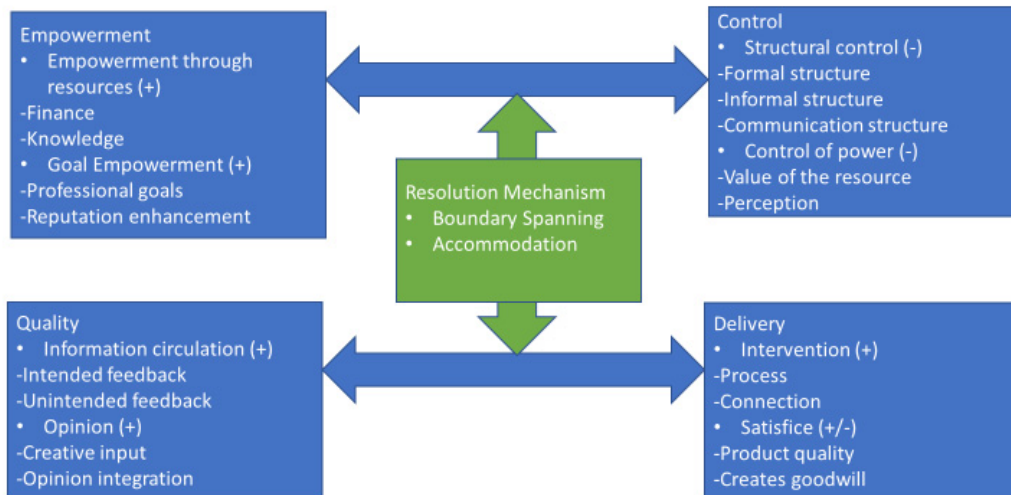 Empowerment
• Empowerment through
resources (+)
-Finance
-Knowledge
• Goal Empowerment (+)
-Professional goals
-Reputation enhancement
Control
• Structural control (-)
-Formal structure
-Informal structure
-Communication structure
• Control of power (-)
-Value of the resource
-Perception
Resolution Mechanism
• Boundary Spanning
• Accommodation
Quality
• Information circulation (+)
-Intended feedback
-Unintended feedback
• Opinion (+)
-Creative input
-Opinion integration
Delivery
• Intervention (+)
-Process
-Connection
• Satisfice (+/-)
-Product quality
-Creates goodwill